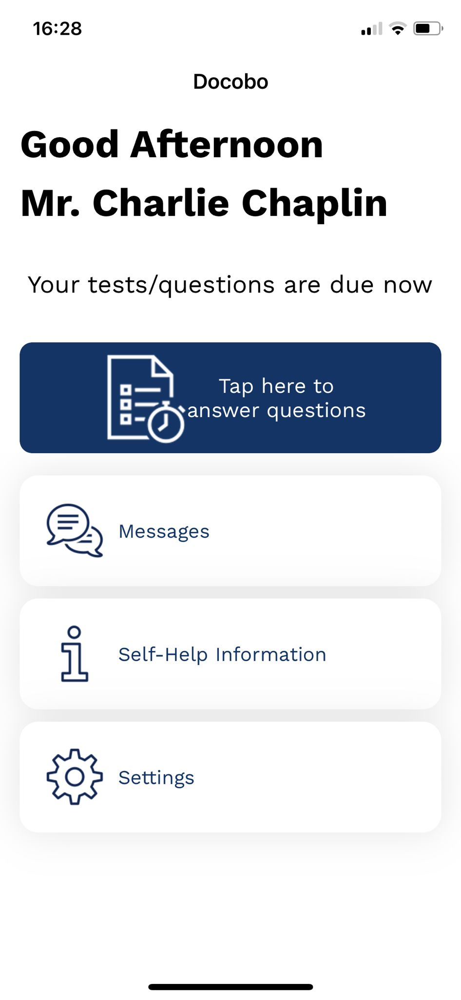 16:28
Docobo
Good Afternoon
Mr. Charlie Chaplin
Your tests/questions are due now
Tap here to
answer questions
Messages
Self-Help Information
Settings